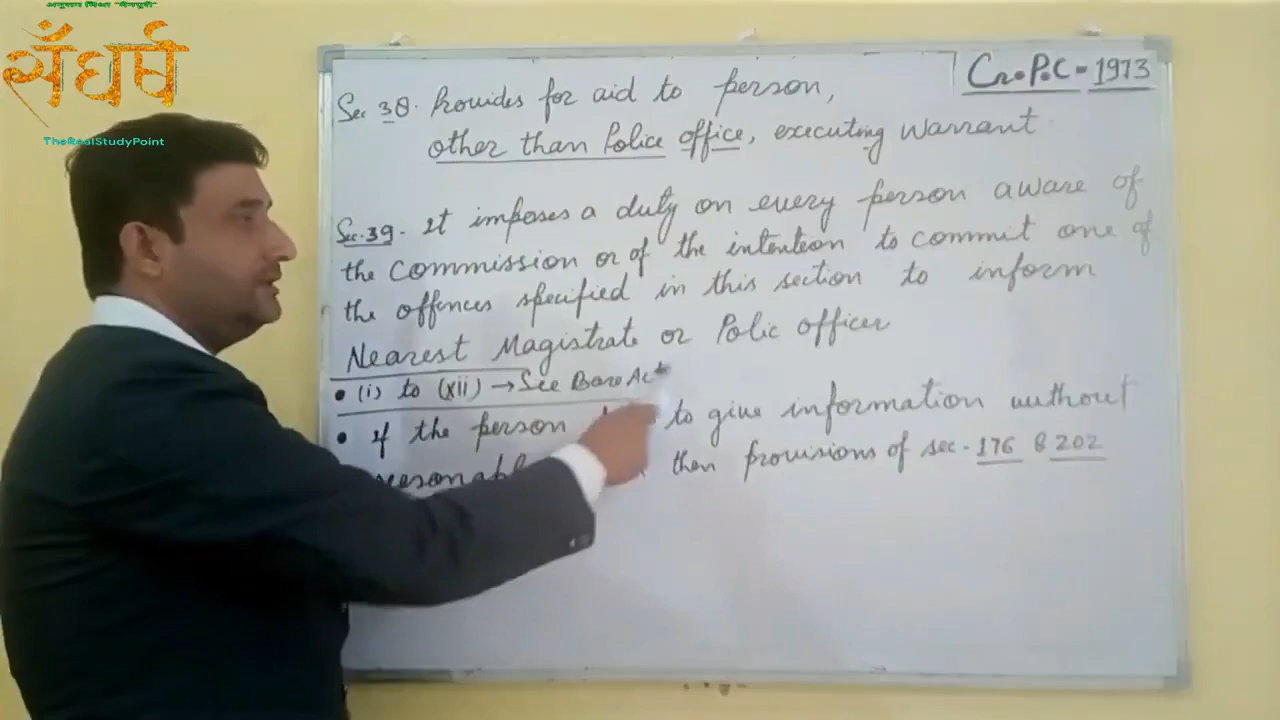 सँघर्ष
TheRealStudyPoint
Cr.P.C - 1973
Sec 38. Provides for aid to person,
other than Police office, executing Warrant
Sec.39. It imposes a duty on every person aware of
the Commission or of the intention to commit one of
the offences specified in this section to inform
Nearest Magistrate or Polic officer
• (i) to (xii) → See Bare Act
• If the person to give information without
then provisions of sec. 176 & 202